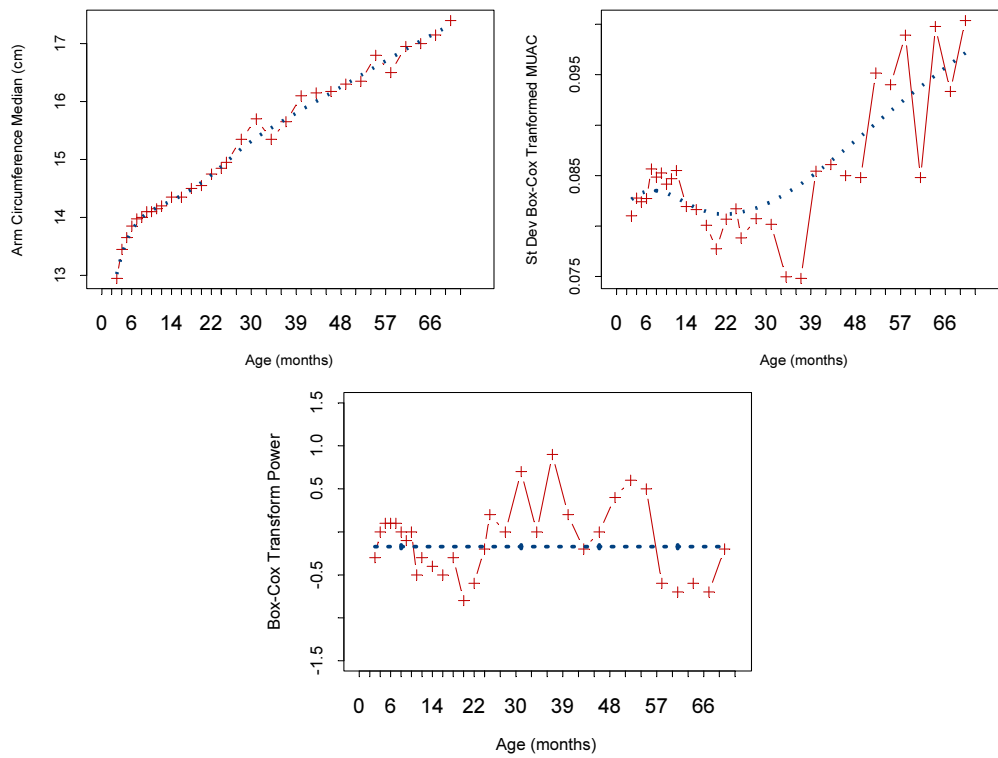 Arm Circumference Median (cm)
17
16
15
14
13
0 6 14 22 30 39 48 57 66
Age (months)
St Dev Box-Cox Tranformed MUAC
0.095
0.085
0.075
0 6 14 22 30 39 48 57 66
Age (months)
Box-Cox Transform Power
1.5
1.0
0.5
-0.5
-1.5
0 6 14 22 30 39 48 57 66
Age (months)